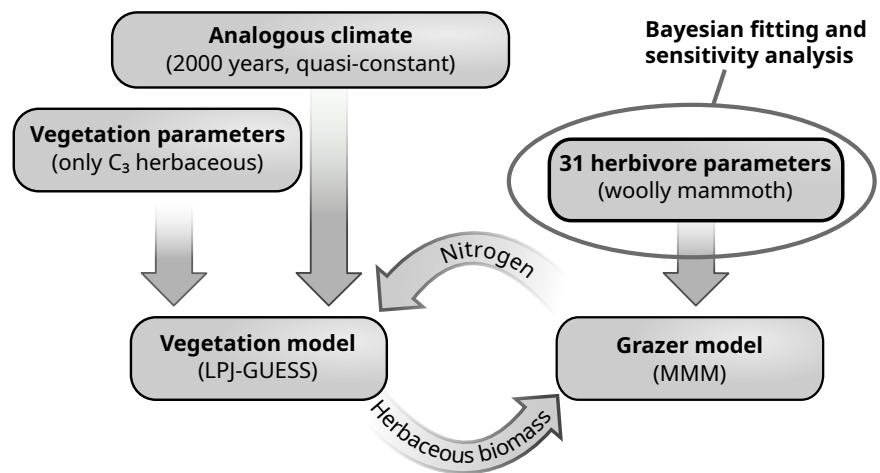 Analogous climate
(2000 years, quasi-constant)
Bayesian fitting and
sensitivity analysis
Vegetation parameters
(only C₃ herbaceous)
31 herbivore parameters
(woolly mammoth)
Nitrogen
Vegetation model
(LPJ-GUESS)
Grazer model
(MMM)
Herbaceous biomass